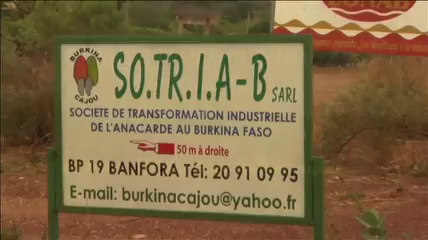 BURKINA
CAJOU
SO.TR.I.A-B SARL
SOCIETE DE TRANSFORMATION INDUSTRIELLE
DE L'ANACARDE AU BURKINA FASO
50 m à droite
BP 19 BANFORA Tél: 20 91 09 95
E-mail: burkinacajou@yahoo.fr